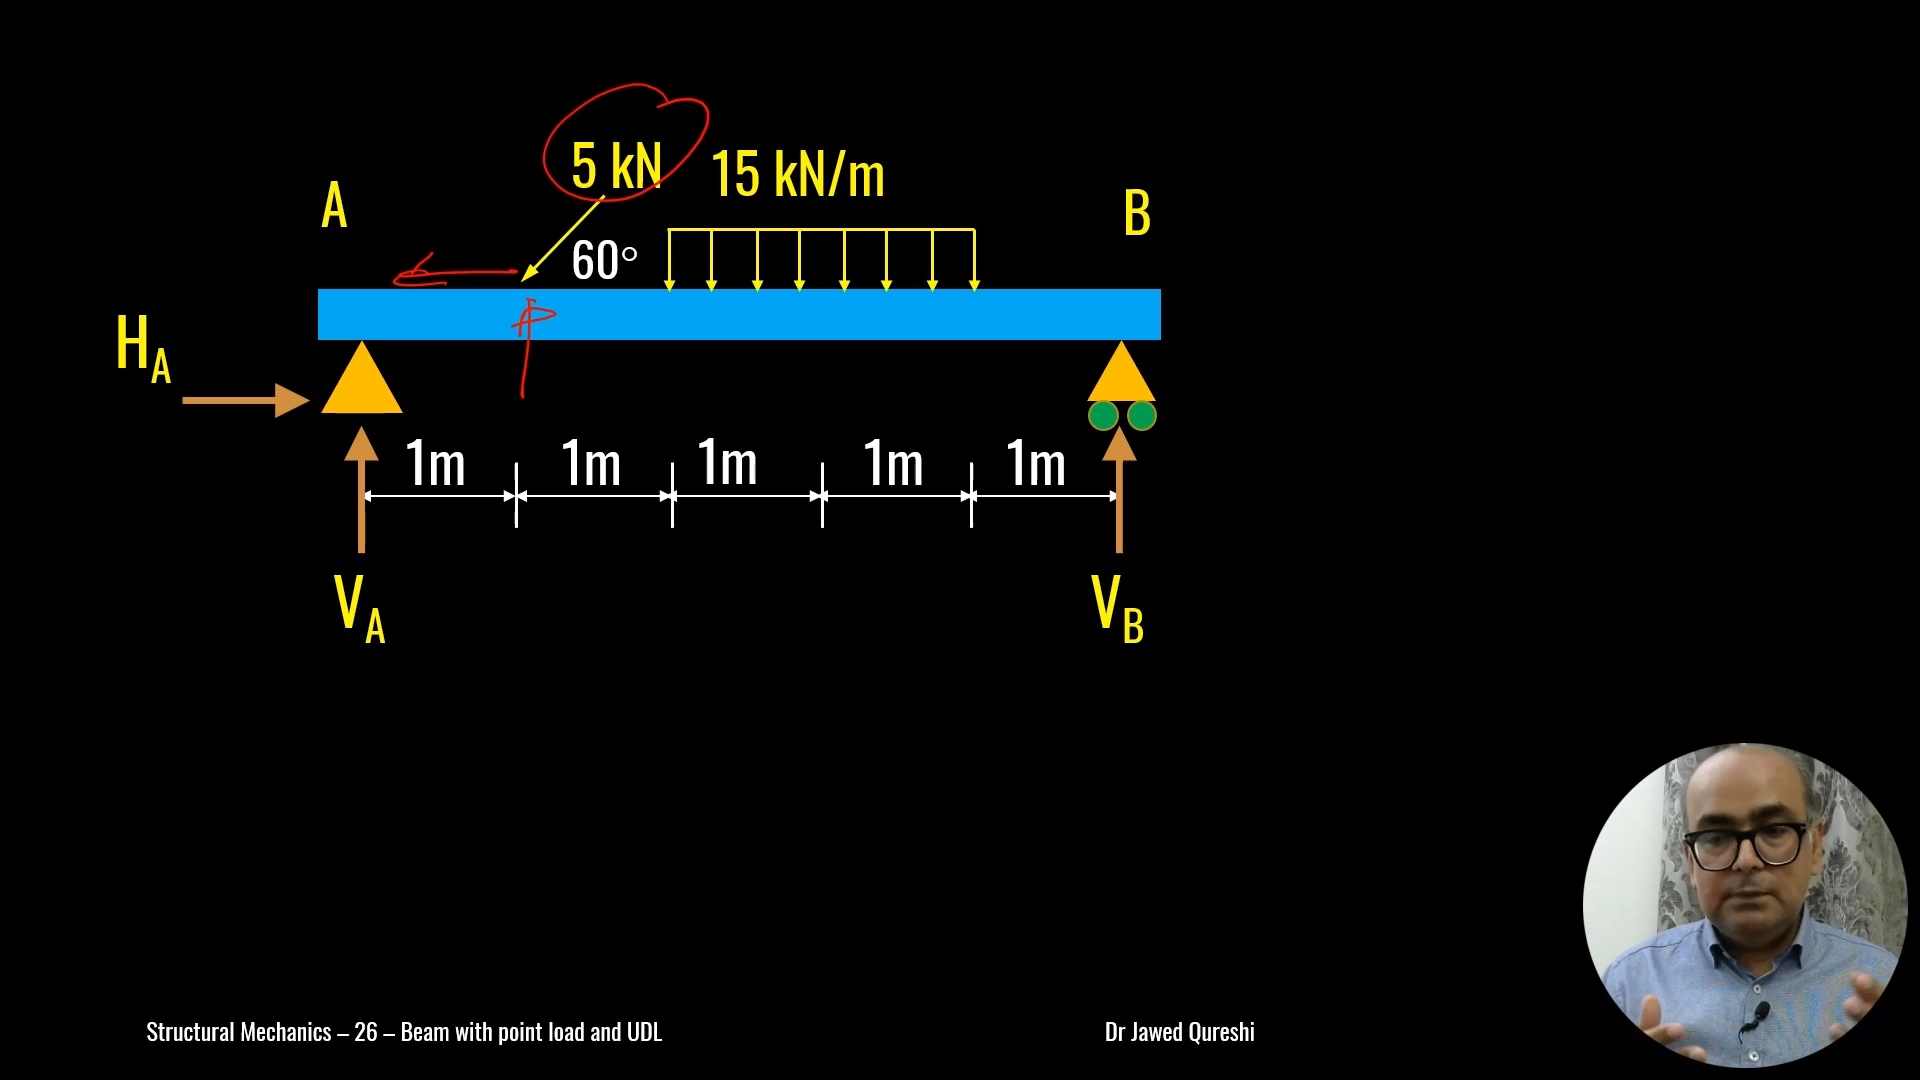 5 kN
15 kN/m
A
B
60°
H_A
1m 1m 1m 1m 1m
V_A
V_B
Structural Mechanics – 26 – Beam with point load and UDL
Dr Jawed Qureshi